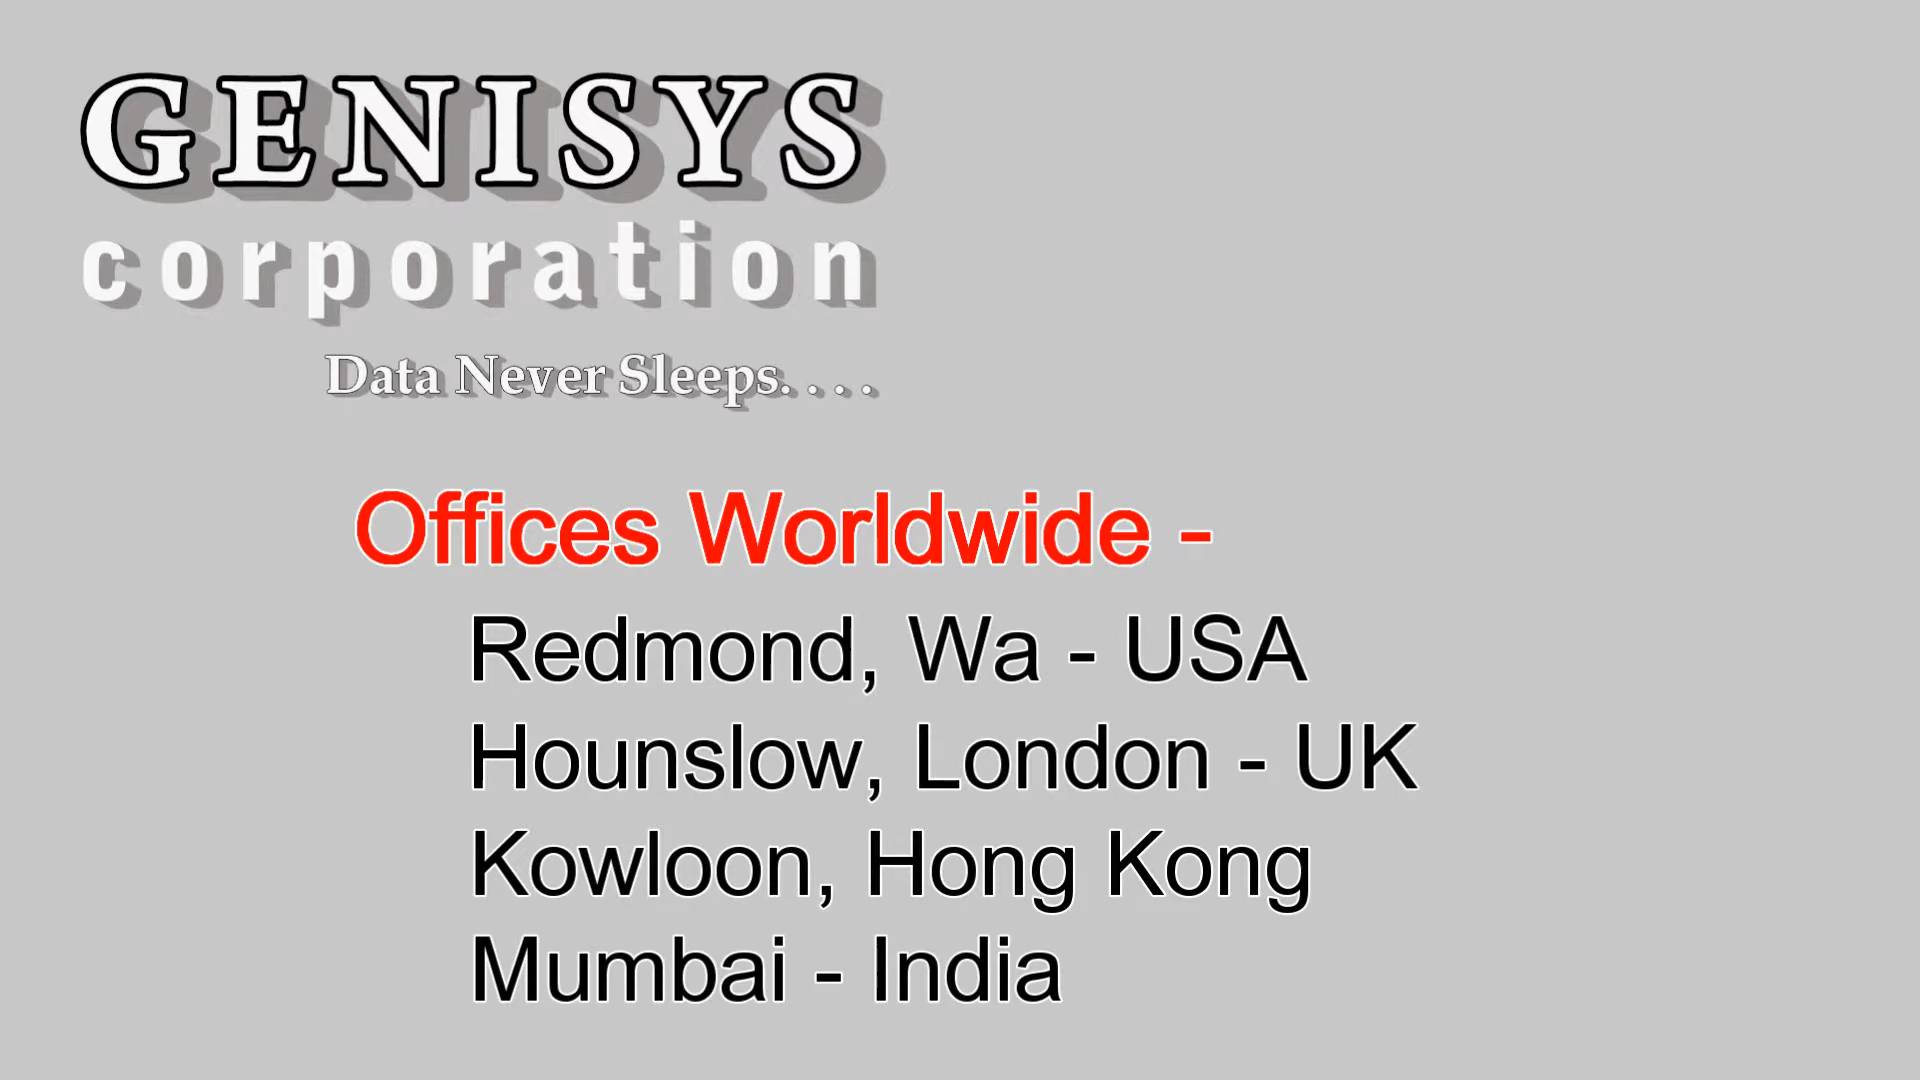 GENISYS
corporation
Data Never Sleeps. . . .
Offices Worldwide -
Redmond, Wa - USA
Hounslow, London - UK
Kowloon, Hong Kong
Mumbai - India